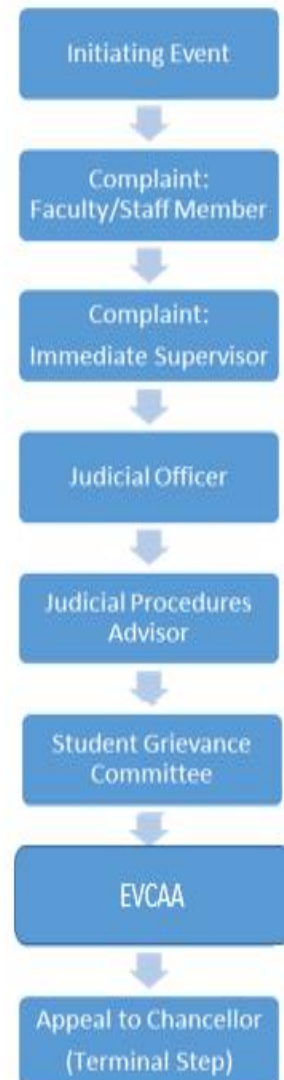 Initiating Event
Complaint:
Faculty/Staff Member
Complaint:
Immediate Supervisor
Judicial Officer
Judicial Procedures
Advisor
Student Grievance
Committee
EVCAA
Appeal to Chancellor
(Terminal Step)